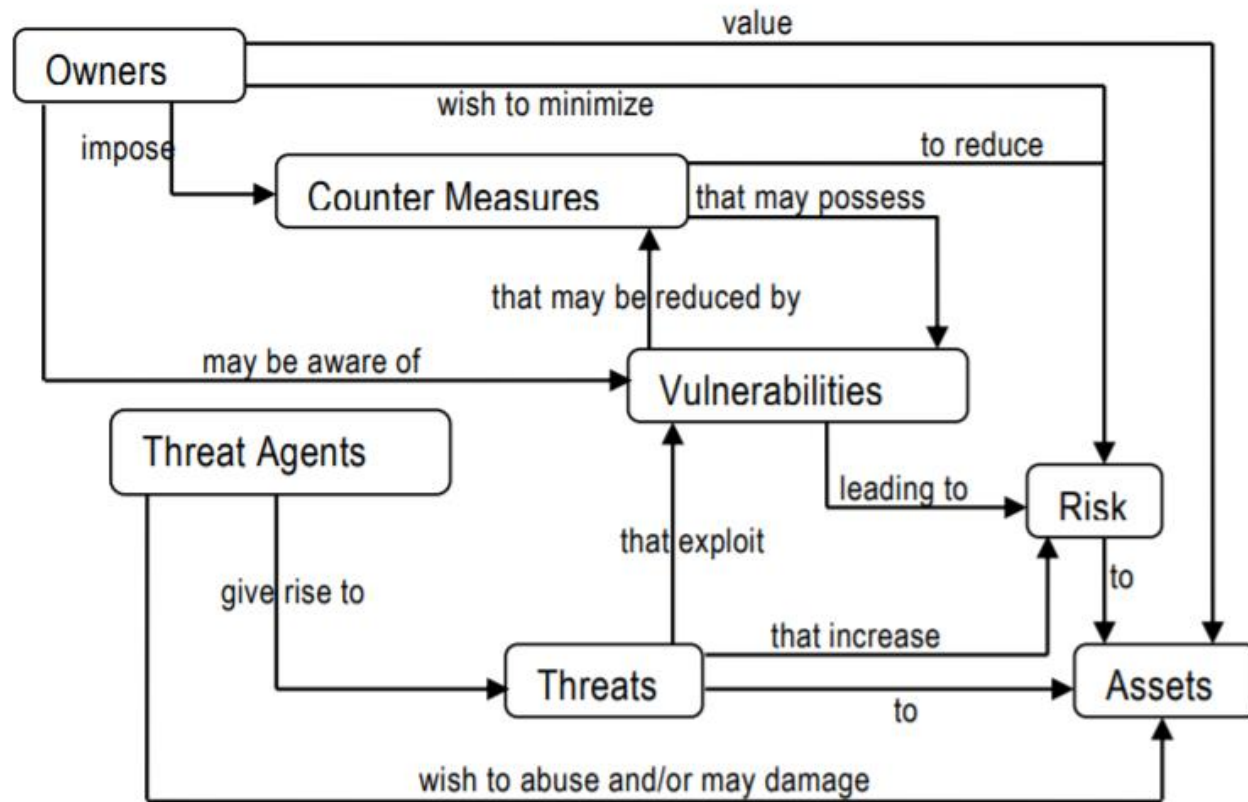 value
Owners
wish to minimize
impose
to reduce
Counter Measures
that may possess
that may be reduced by
may be aware of
Vulnerabilities
Threat Agents
leading to
Risk
that exploit
give rise to
to
that increase
Threats
Assets
to
wish to abuse and/or may damage